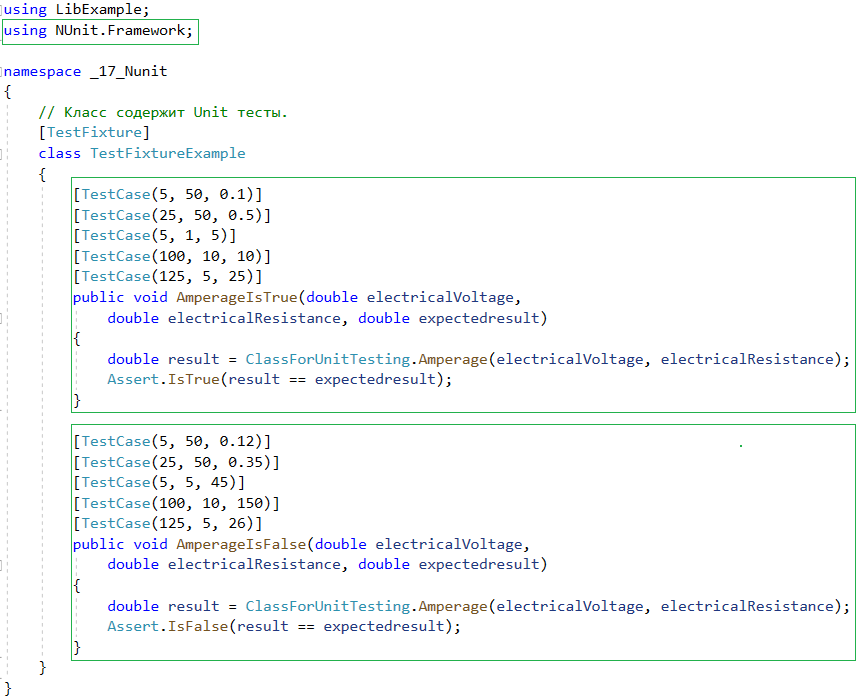 using LibExample;
using NUnit.Framework;
namespace _17_Nunit
{
// Класс содержит Unit тесты.
[TestFixture]
class TestFixtureExample
{
[TestCase(5, 50, 0.1)]
[TestCase(25, 50, 0.5)]
[TestCase(5, 1, 5)]
[TestCase(100, 10, 10)]
[TestCase(125, 5, 25)]
public void AmperageIsTrue(double electricalVoltage,
double electricalResistance, double expectedresult)
{
double result = ClassForUnitTesting.Amperage(electricalVoltage, electricalResistance);
Assert.IsTrue(result == expectedresult);
}
[TestCase(5, 50, 0.12)]
[TestCase(25, 50, 0.35)]
[TestCase(5, 5, 45)]
[TestCase(100, 10, 150)]
[TestCase(125, 5, 26)]
public void AmperageIsFalse(double electricalVoltage,
double electricalResistance, double expectedresult)
{
double result = ClassForUnitTesting.Amperage(electricalVoltage, electricalResistance);
Assert.IsFalse(result == expectedresult);
}
}
}